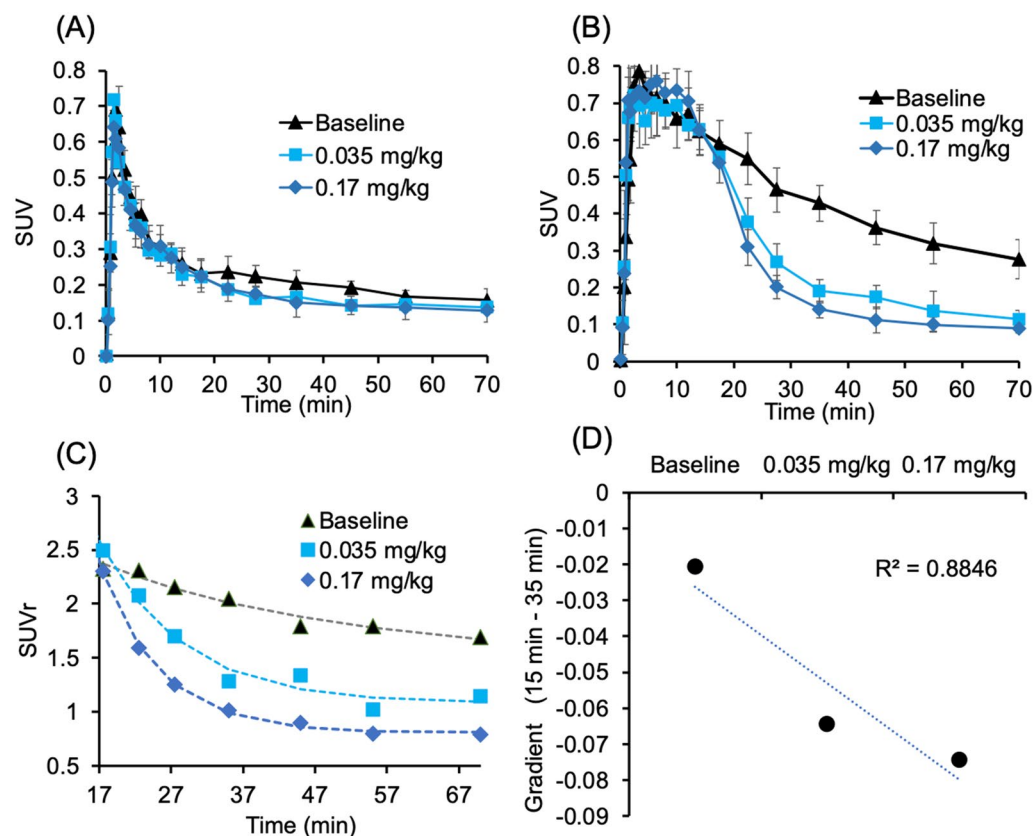 (A)
0.8
0.7
0.6
0.5
0.4
0.3
0.2
0.1
0
SUV
0 10 20 30 40 50 60 70
Time (min)
Baseline
0.035 mg/kg
0.17 mg/kg
(B)
0.8
0.7
0.6
0.5
0.4
0.3
0.2
0.1
0
SUV
0 10 20 30 40 50 60 70
Time (min)
Baseline
0.035 mg/kg
0.17 mg/kg
(C)
3
2.5
2
1.5
1
0.5
SUVr
17 27 37 47 57 67
Time (min)
Baseline
0.035 mg/kg
0.17 mg/kg
(D)
Baseline 0.035 mg/kg 0.17 mg/kg
0
-0.01
-0.02
-0.03
-0.04
-0.05
-0.06
-0.07
-0.08
-0.09
Gradient (15 min - 35 min)
R² = 0.8846